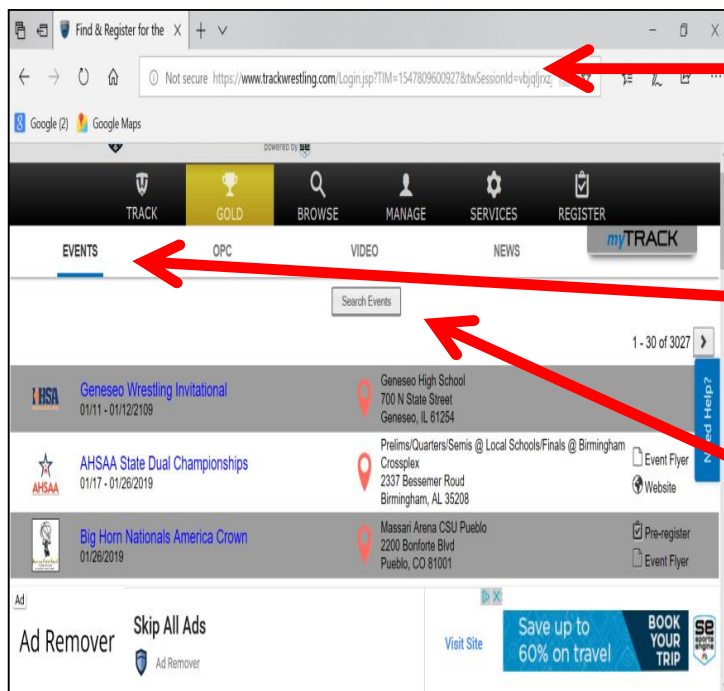 Find & Register for the
Not secure https://www.trackwrestling.com/Login.jsp?TIM=1547809600927&twSessionId=vbjqljrxz
Google (2) Google Maps
powered by SE
TRACK GOLD BROWSE MANAGE SERVICES REGISTER
myTRACK
EVENTS OPC VIDEO NEWS
Search Events
1 - 30 of 3027
Need Help?
IHSA
Geneseo Wrestling Invitational
01/11 - 01/12/2109
Geneseo High School
700 N State Street
Geneseo, IL 61254
AHSAA
AHSAA State Dual Championships
01/17 - 01/26/2019
Prelims/Quarters/Semis @ Local Schools/Finals @ Birmingham
Crossplex
2337 Bessemer Roud
Birmingham, AL 35208
Event Flyer
Website
Big Horn Nationals America Crown
01/26/2019
Massari Arena CSU Pueblo
2200 Bonforte Blvd
Pueblo, CO 81001
Pre-register
Event Flyer
Ad
Ad Remover
Skip All Ads
Ad Remover
Visit Site
Save up to
60% on travel
BOOK
YOUR
TRIP
SE
sports
engine